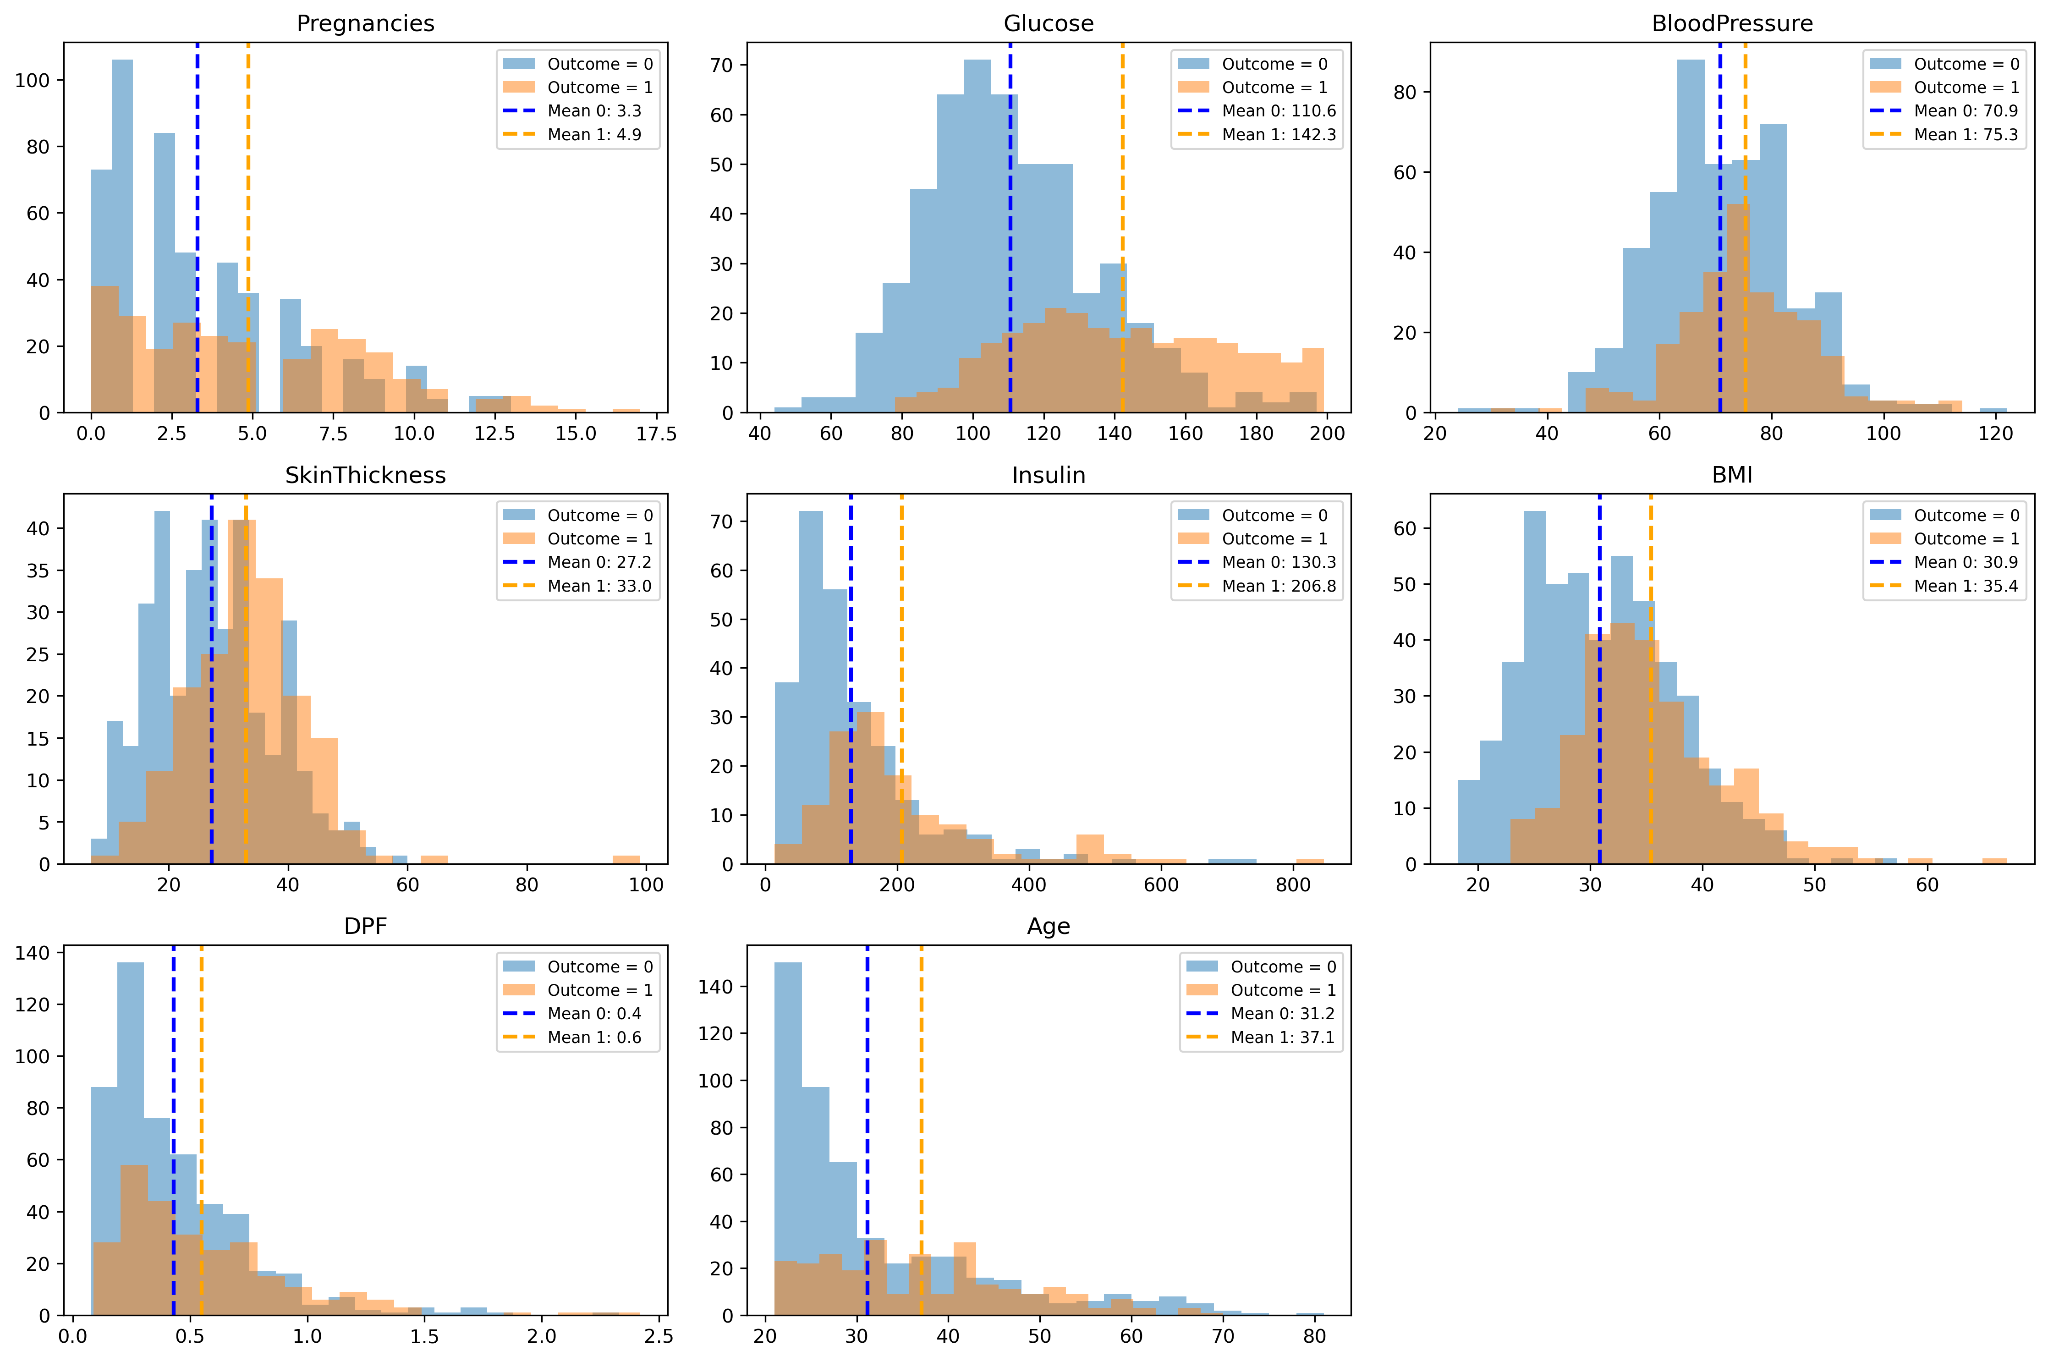 Pregnancies
100
80
60
40
20
0
0.0 2.5 5.0 7.5 10.0 12.5 15.0 17.5
Outcome = 0
Outcome = 1
Mean 0: 3.3
Mean 1: 4.9
Glucose
70
60
50
40
30
20
10
0
40 60 80 100 120 140 160 180 200
Outcome = 0
Outcome = 1
Mean 0: 110.6
Mean 1: 142.3
BloodPressure
80
60
40
20
0
20 40 60 80 100 120
Outcome = 0
Outcome = 1
Mean 0: 70.9
Mean 1: 75.3
SkinThickness
40
35
30
25
20
15
10
5
0
20 40 60 80 100
Outcome = 0
Outcome = 1
Mean 0: 27.2
Mean 1: 33.0
Insulin
70
60
50
40
30
20
10
0
0 200 400 600 800
Outcome = 0
Outcome = 1
Mean 0: 130.3
Mean 1: 206.8
BMI
60
50
40
30
20
10
0
20 30 40 50 60
Outcome = 0
Outcome = 1
Mean 0: 30.9
Mean 1: 35.4
DPF
140
120
100
80
60
40
20
0
0.0 0.5 1.0 1.5 2.0 2.5
Outcome = 0
Outcome = 1
Mean 0: 0.4
Mean 1: 0.6
Age
140
120
100
80
60
40
20
0
20 30 40 50 60 70 80
Outcome = 0
Outcome = 1
Mean 0: 31.2
Mean 1: 37.1